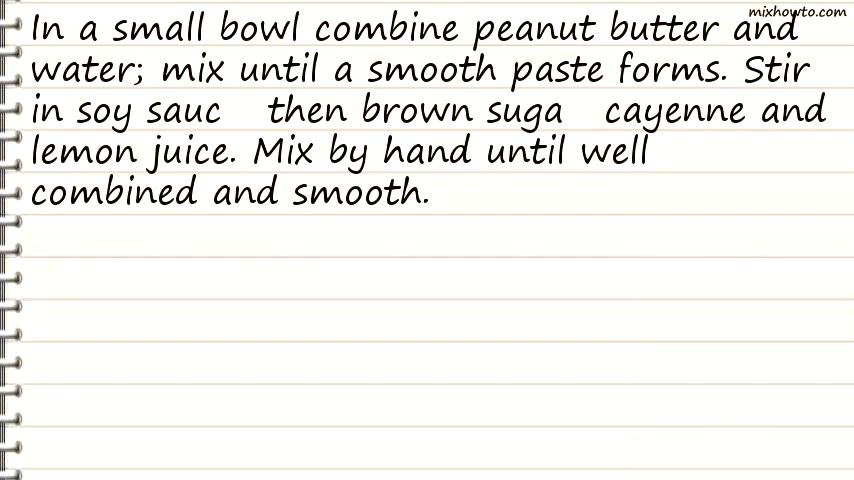 mixhowto.com
In a small bowl combine peanut butter and
water; mix until a smooth paste forms. Stir
in soy sauc then brown suga cayenne and
lemon juice. Mix by hand until well
combined and smooth.